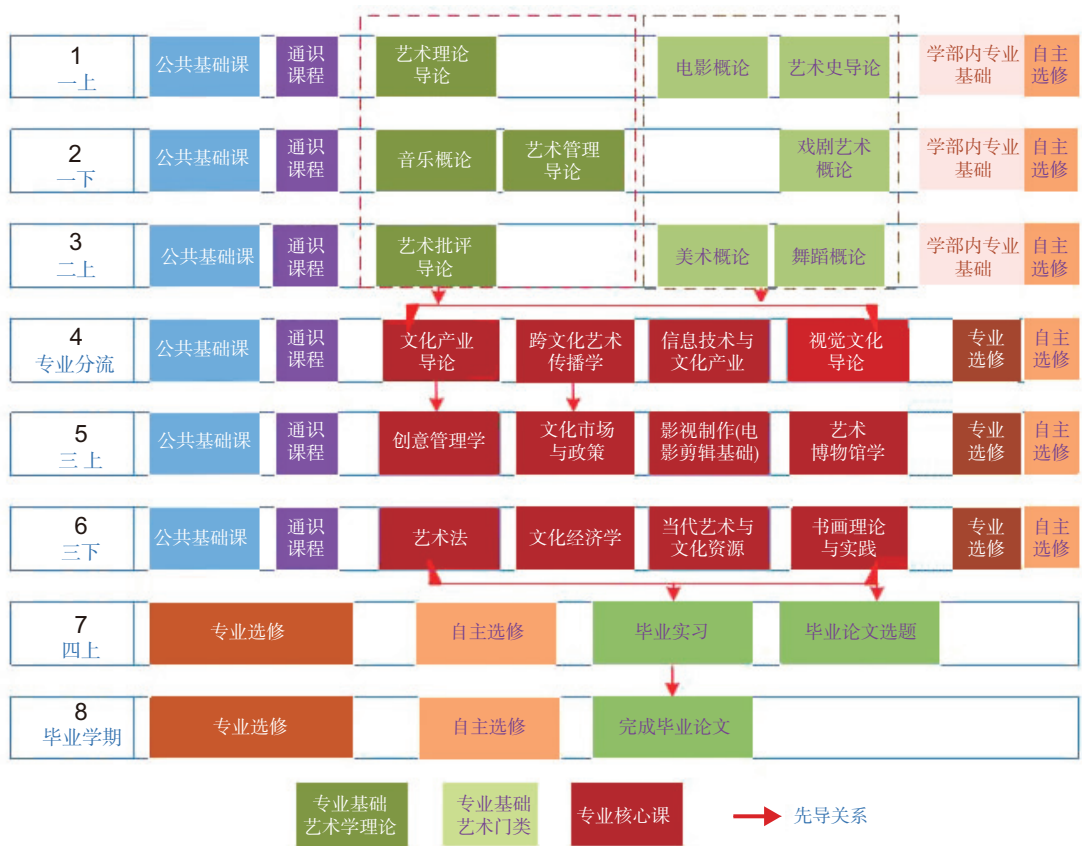 1
一上
公共基础课
通识
课程
艺术理论
导论
电影概论
艺术史导论
学部内专业
基础
自主
选修
2
一下
公共基础课
通识
课程
音乐概论
艺术管理
导论
戏剧艺术
概论
学部内专业
基础
自主
选修
3
二上
公共基础课
通识
课程
艺术批评
导论
美术概论
舞蹈概论
学部内专业
基础
自主
选修
4
专业分流
公共基础课
通识
课程
文化产业
导论
跨文化艺术
传播学
信息技术与
文化产业
视觉文化
导论
专业
选修
自主
选修
5
三上
公共基础课
通识
课程
创意管理学
文化市场
与政策
影视制作(电
影剪辑基础)
艺术
博物馆学
专业
选修
自主
选修
6
三下
公共基础课
通识
课程
艺术法
文化经济学
当代艺术与
文化资源
书画理论
与实践
专业
选修
自主
选修
7
四上
专业选修
自主选修
毕业实习
毕业论文选题
8
毕业学期
专业选修
自主选修
完成毕业论文
专业基础
艺术学理论
专业基础
艺术门类
专业核心课
先导关系